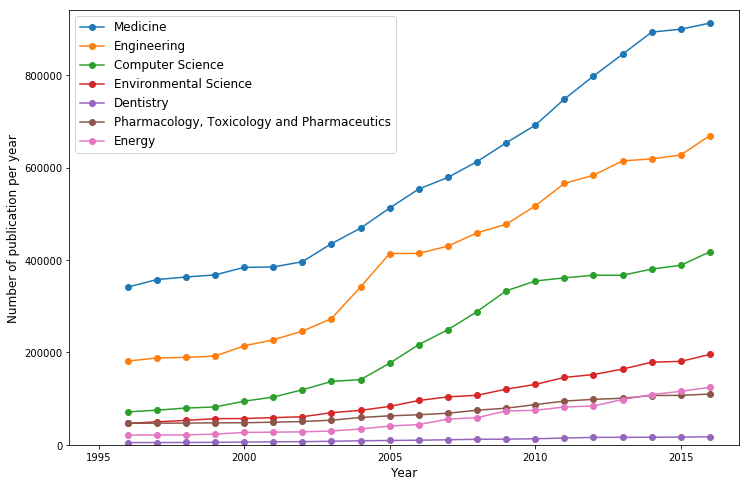 Medicine
Engineering
Computer Science
Environmental Science
Dentistry
Pharmacology, Toxicology and Pharmaceutics
Energy
Number of publication per year
800000
600000
400000
200000
0
1995 2000 2005 2010 2015
Year